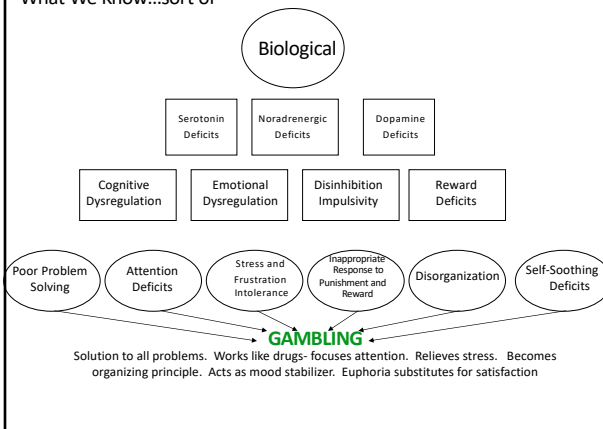 What We Know...sort of
Biological
Serotonin Deficits
Noradrenergic Deficits
Dopamine Deficits
Cognitive Dysregulation
Emotional Dysregulation
Disinhibition Impulsivity
Reward Deficits
Poor Problem Solving
Attention Deficits
Stress and Frustration Intolerance
Inappropriate Response to Punishment and Reward
Disorganization
Self-Soothing Deficits
GAMBLING
Solution to all problems. Works like drugs- focuses attention. Relieves stress. Becomes
organizing principle. Acts as mood stabilizer. Euphoria substitutes for satisfaction